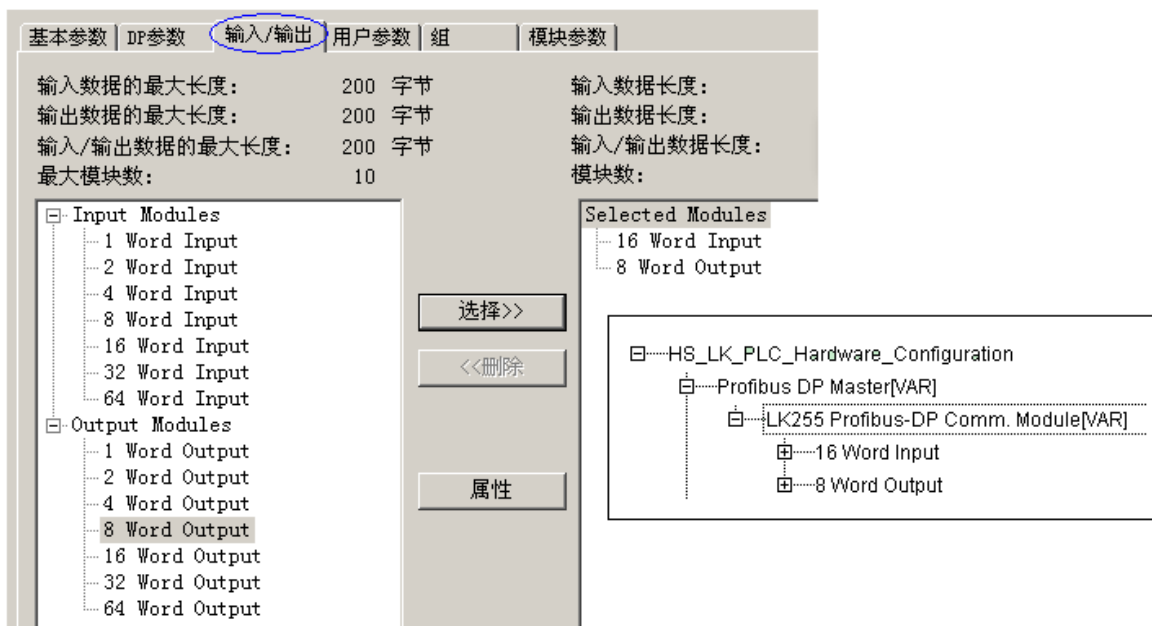 基本参数 DP参数 输入/输出 用户参数 组 模块参数
输入数据的最大长度： 200 字节 输入数据长度：
输出数据的最大长度： 200 字节 输出数据长度：
输入/输出数据的最大长度： 200 字节 输入/输出数据长度：
最大模块数： 10 模块数：
Input Modules
1 Word Input
2 Word Input
4 Word Input
8 Word Input
16 Word Input
32 Word Input
64 Word Input
Output Modules
1 Word Output
2 Word Output
4 Word Output
8 Word Output
16 Word Output
32 Word Output
64 Word Output
选择>>
<<删除
属性
Selected Modules
16 Word Input
8 Word Output
HS_LK_PLC_Hardware_Configuration
Profibus DP Master[VAR]
LK255 Profibus-DP Comm. Module[VAR]
16 Word Input
8 Word Output